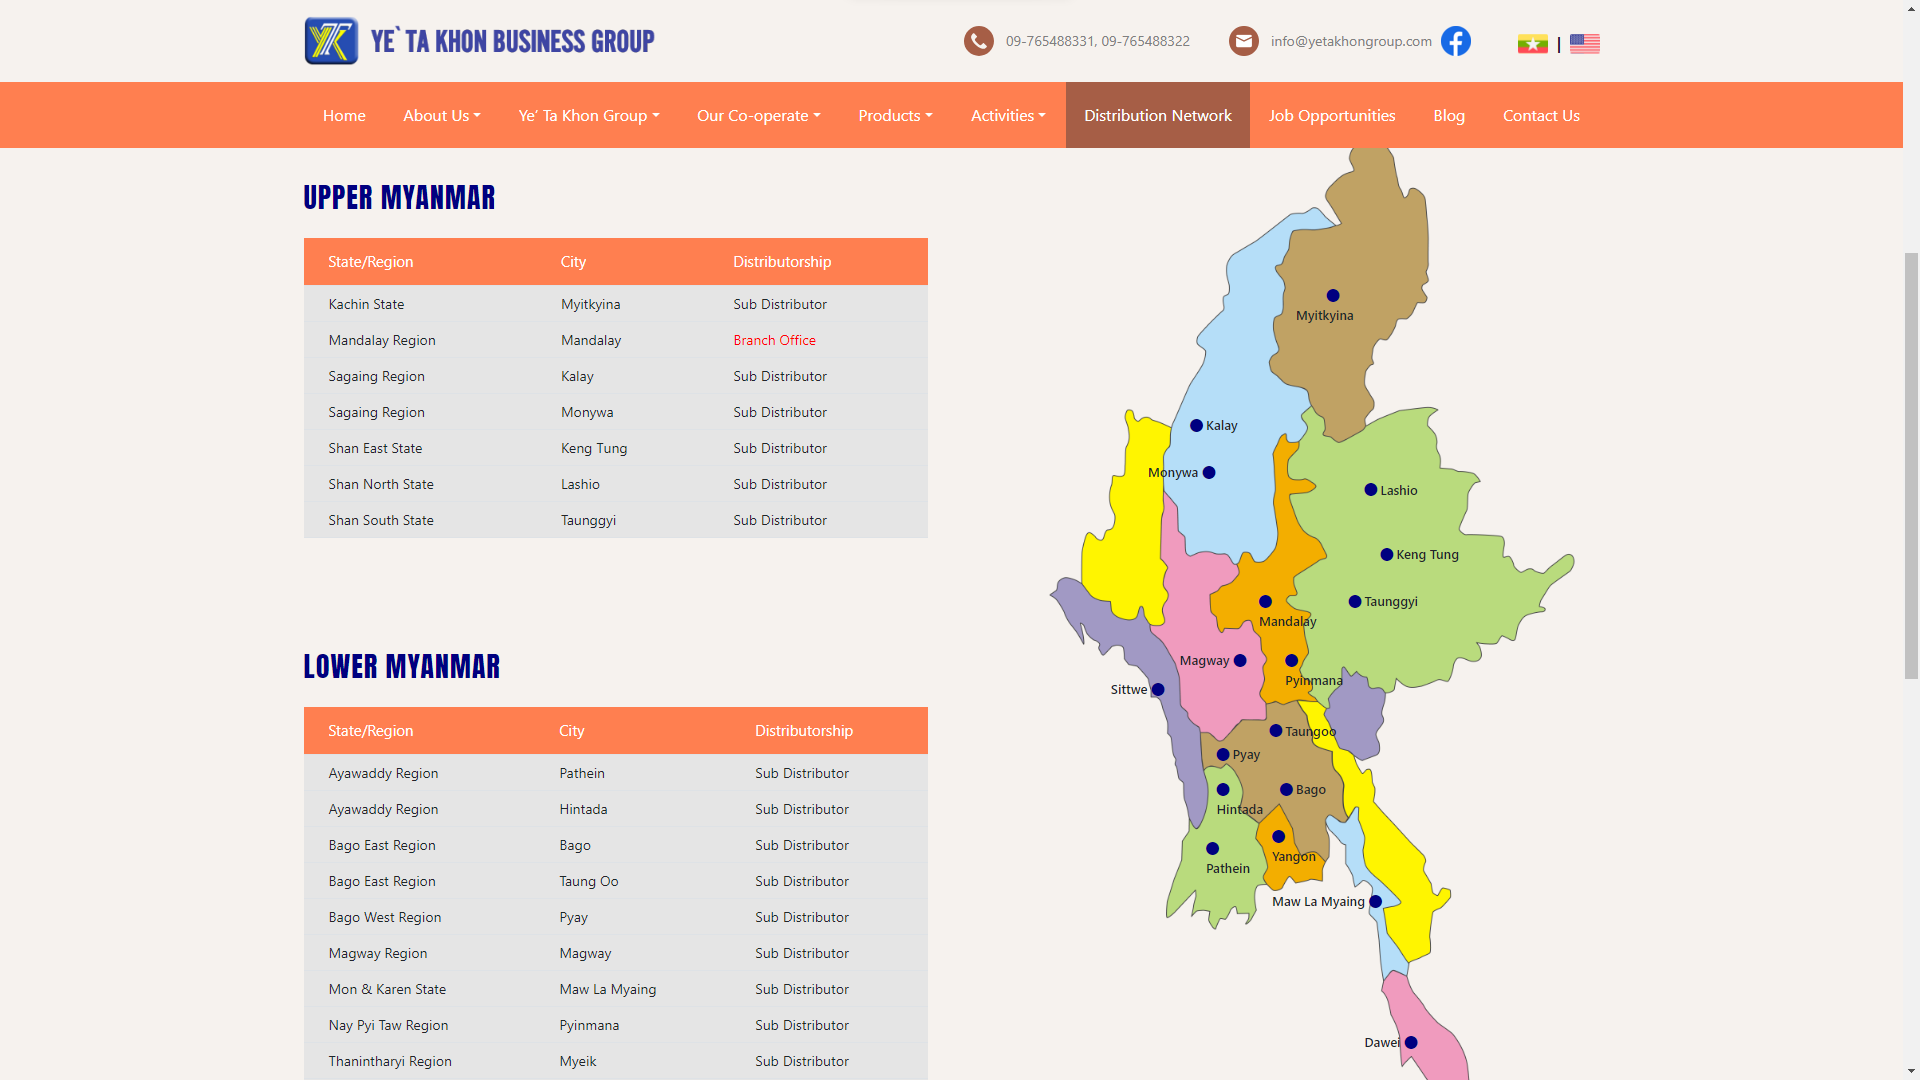 YE` TA KHON BUSINESS GROUP
09-765488331, 09-765488322
info@yetakhongroup.com
|
Home About Us Ye’ Ta Khon Group Our Co-operate Products Activities Distribution Network Job Opportunities Blog Contact Us
UPPER MYANMAR
State/Region City Distributorship
Kachin State Myitkyina Sub Distributor
Mandalay Region Mandalay Branch Office
Sagaing Region Kalay Sub Distributor
Sagaing Region Monywa Sub Distributor
Shan East State Keng Tung Sub Distributor
Shan North State Lashio Sub Distributor
Shan South State Taunggyi Sub Distributor
LOWER MYANMAR
State/Region City Distributorship
Ayawaddy Region Pathein Sub Distributor
Ayawaddy Region Hintada Sub Distributor
Bago East Region Bago Sub Distributor
Bago East Region Taung Oo Sub Distributor
Bago West Region Pyay Sub Distributor
Magway Region Magway Sub Distributor
Mon & Karen State Maw La Myaing Sub Distributor
Nay Pyi Taw Region Pyinmana Sub Distributor
Thanintharyi Region Myeik Sub Distributor
Myitkyina
Kalay
Monywa
Lashio
Keng Tung
Taunggyi
Mandalay
Magway
Pyinmana
Sittwe
Taungoo
Pyay
Bago
Hintada
Yangon
Pathein
Maw La Myaing
Dawei